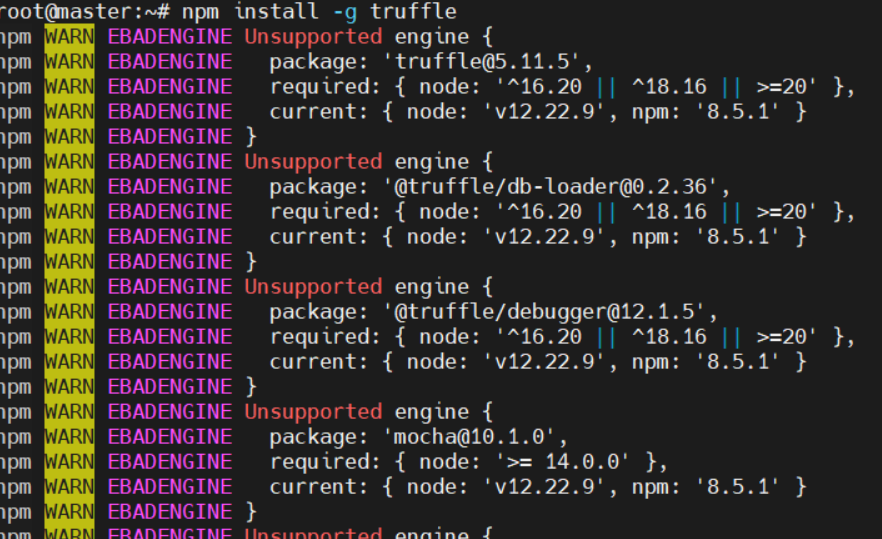 root@master:~# npm install -g truffle
npm WARN EBADENGINE Unsupported engine {
npm WARN EBADENGINE   package: 'truffle@5.11.5',
npm WARN EBADENGINE   required: { node: '^16.20 || ^18.16 || >=20' },
npm WARN EBADENGINE   current: { node: 'v12.22.9', npm: '8.5.1' }
npm WARN EBADENGINE }
npm WARN EBADENGINE Unsupported engine {
npm WARN EBADENGINE   package: '@truffle/db-loader@0.2.36',
npm WARN EBADENGINE   required: { node: '^16.20 || ^18.16 || >=20' },
npm WARN EBADENGINE   current: { node: 'v12.22.9', npm: '8.5.1' }
npm WARN EBADENGINE }
npm WARN EBADENGINE Unsupported engine {
npm WARN EBADENGINE   package: '@truffle/debugger@12.1.5',
npm WARN EBADENGINE   required: { node: '^16.20 || ^18.16 || >=20' },
npm WARN EBADENGINE   current: { node: 'v12.22.9', npm: '8.5.1' }
npm WARN EBADENGINE }
npm WARN EBADENGINE Unsupported engine {
npm WARN EBADENGINE   package: 'mocha@10.1.0',
npm WARN EBADENGINE   required: { node: '>= 14.0.0' },
npm WARN EBADENGINE   current: { node: 'v12.22.9', npm: '8.5.1' }
npm WARN EBADENGINE }
npm WARN EBADENGINE Unsupported engine {